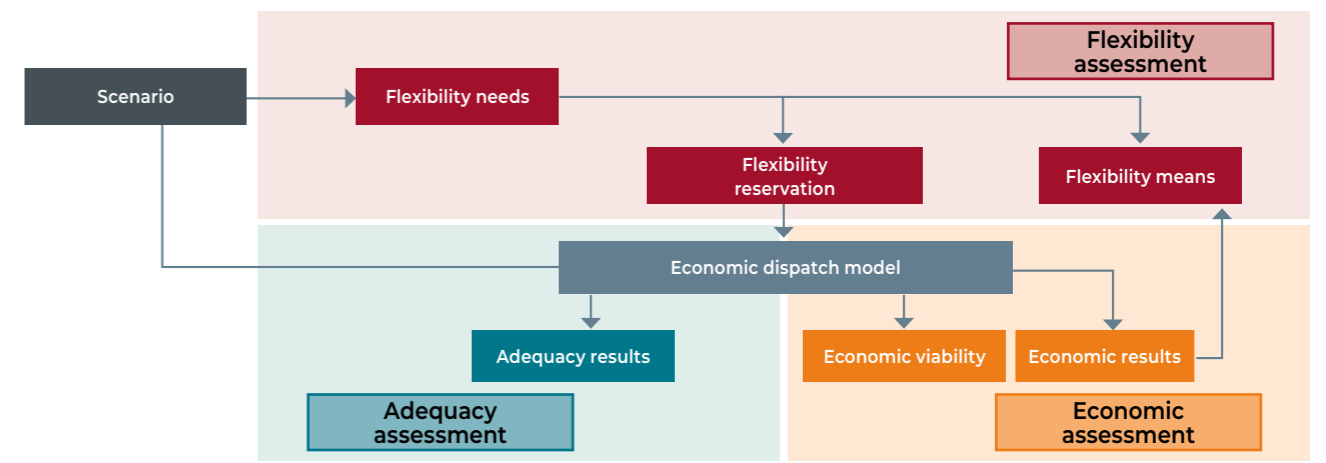 Flexibility
assessment
Scenario
Flexibility needs
Flexibility
reservation
Flexibility means
Economic dispatch model
Adequacy results
Economic viability
Economic results
Adequacy
assessment
Economic
assessment